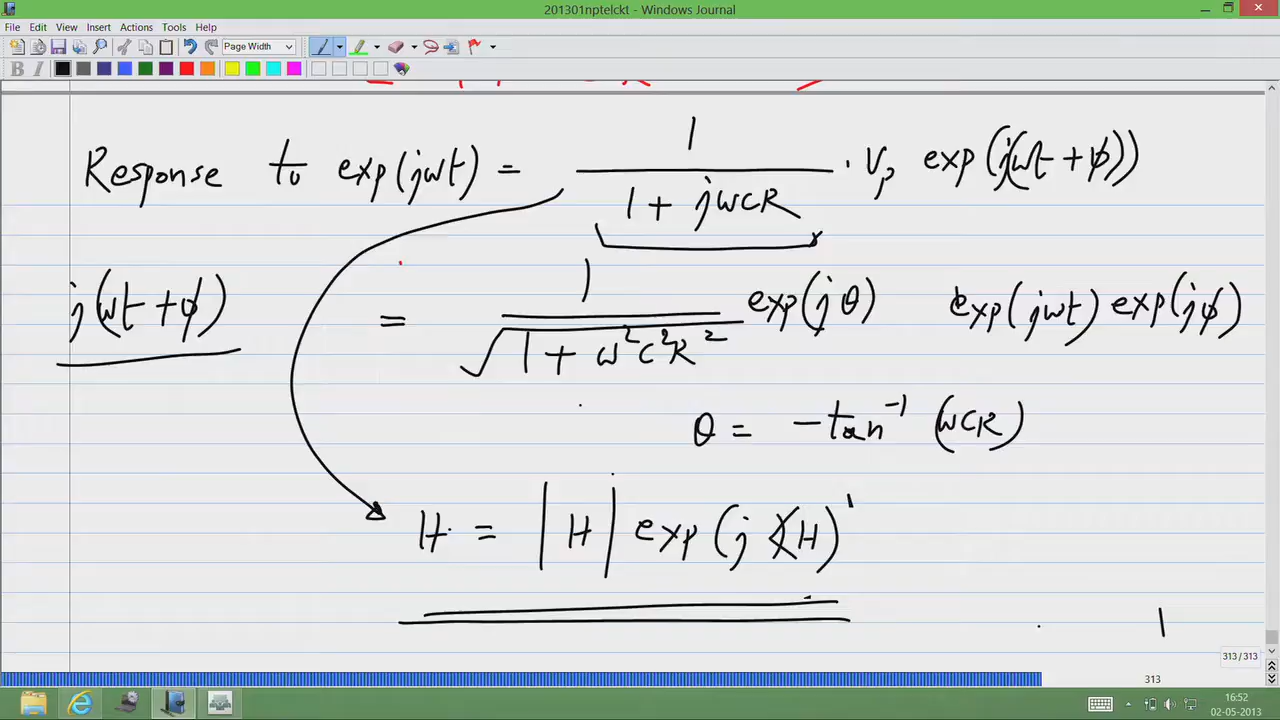 201301nptelckt - Windows Journal
File Edit View Insert Actions Tools Help
Page Width
B I
Response to exp(jωt) = 1 / (1 + jωCR) · Vp exp(j(ωt + φ))
j(ωt + φ) = 1 / √(1 + ω²C²R²) exp(jθ) exp(jωt) exp(jφ)
θ = -tan⁻¹ (ωCR)
H = |H| exp(j∠H)
1
313/313
313
16:52
02-05-2013